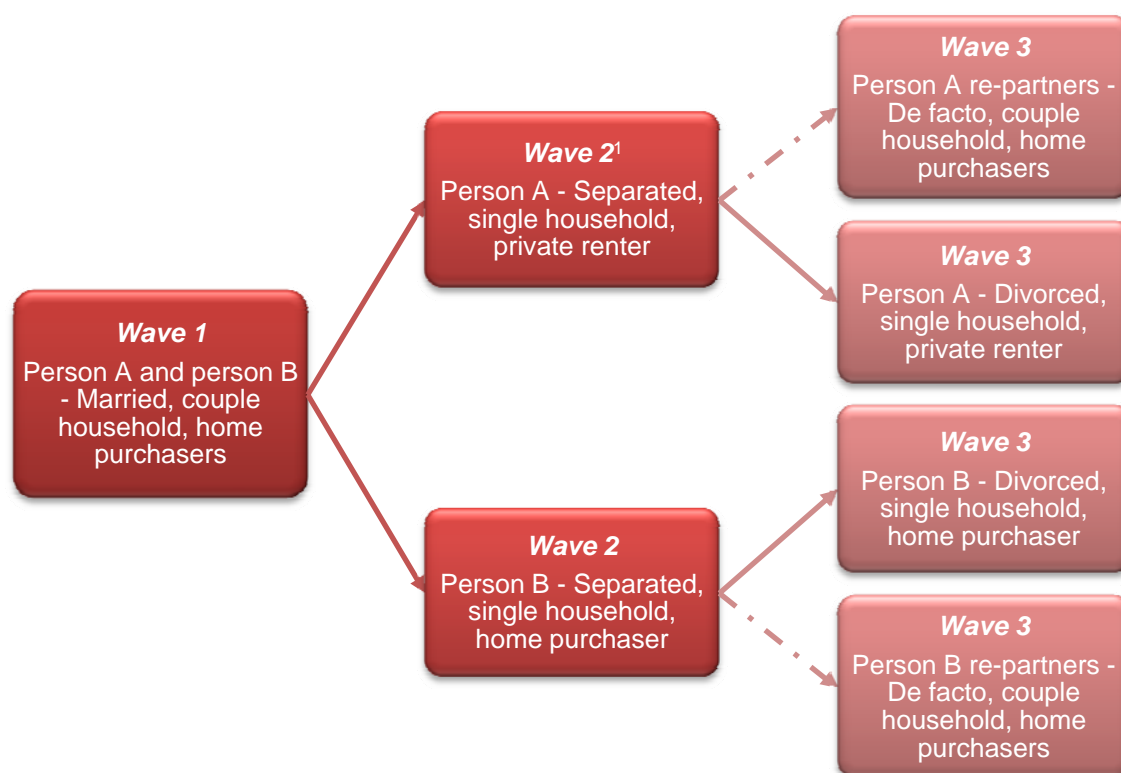 Wave 1
Person A and person B
- Married, couple
household, home
purchasers
Wave 2¹
Person A - Separated,
single household,
private renter
Wave 2
Person B - Separated,
single household,
home purchaser
Wave 3
Person A re-partners -
De facto, couple
household, home
purchasers
Wave 3
Person A - Divorced,
single household,
private renter
Wave 3
Person B - Divorced,
single household,
home purchaser
Wave 3
Person B re-partners -
De facto, couple
household, home
purchasers